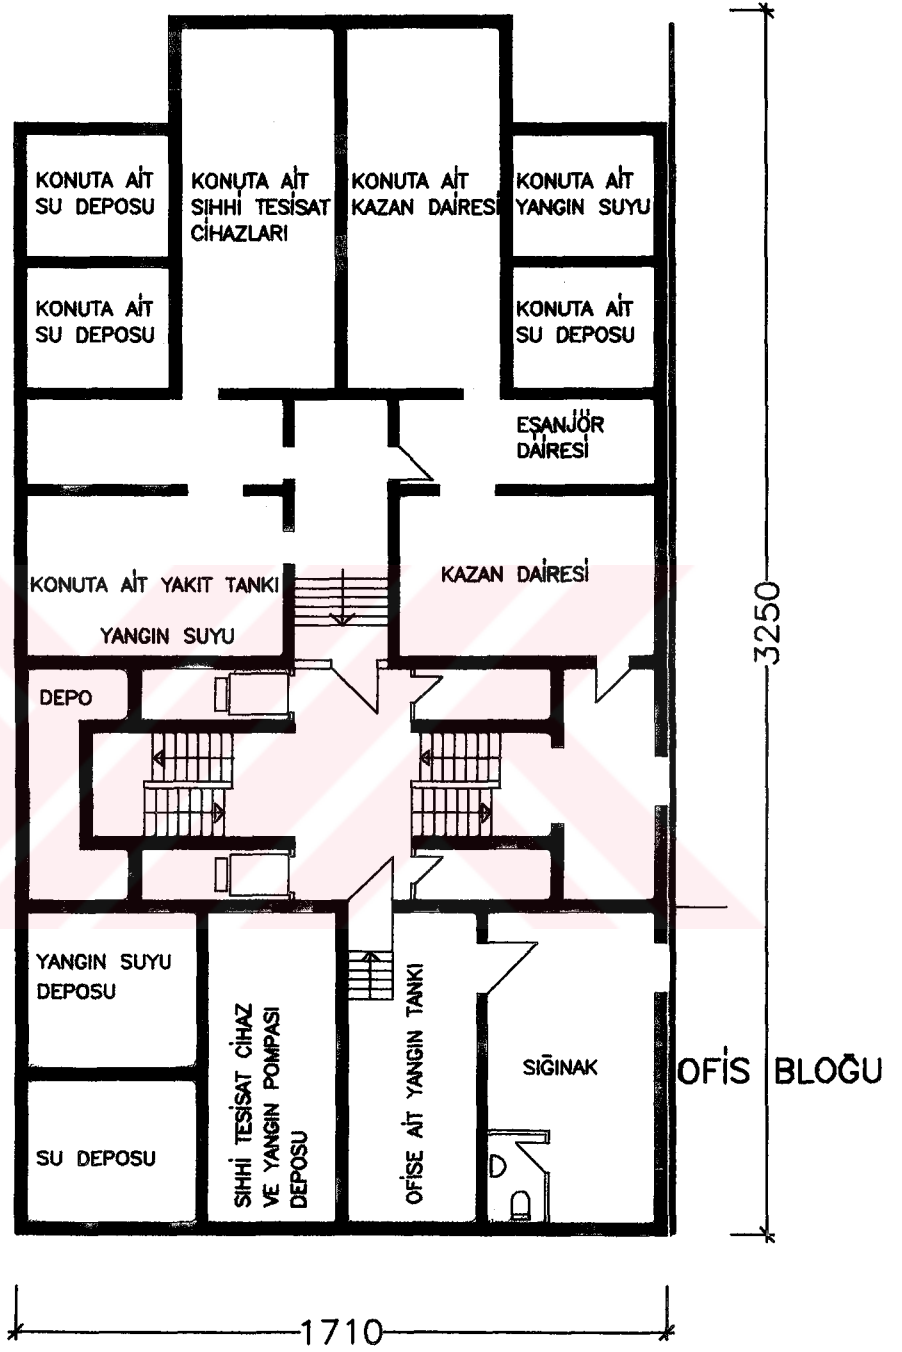 KONUTA AİT
SU DEPOSU
KONUTA AİT
SIHHİ TESİSAT
CİHAZLARI
KONUTA AİT
KAZAN DAİRESİ
KONUTA AİT
YANGIN SUYU
KONUTA AİT
SU DEPOSU
KONUTA AİT
SU DEPOSU
EŞANJÖR
DAİRESİ
KONUTA AİT YAKIT TANKI
YANGIN SUYU
KAZAN DAİRESİ
3250
DEPO
YANGIN SUYU
DEPOSU
SIHHİ TESİSAT CİHAZ
VE YANGIN POMPASI
DEPOSU
OFİSE AİT YANGIN TANKI
SIĞINAK
OFİS BLOĞU
SU DEPOSU
1710